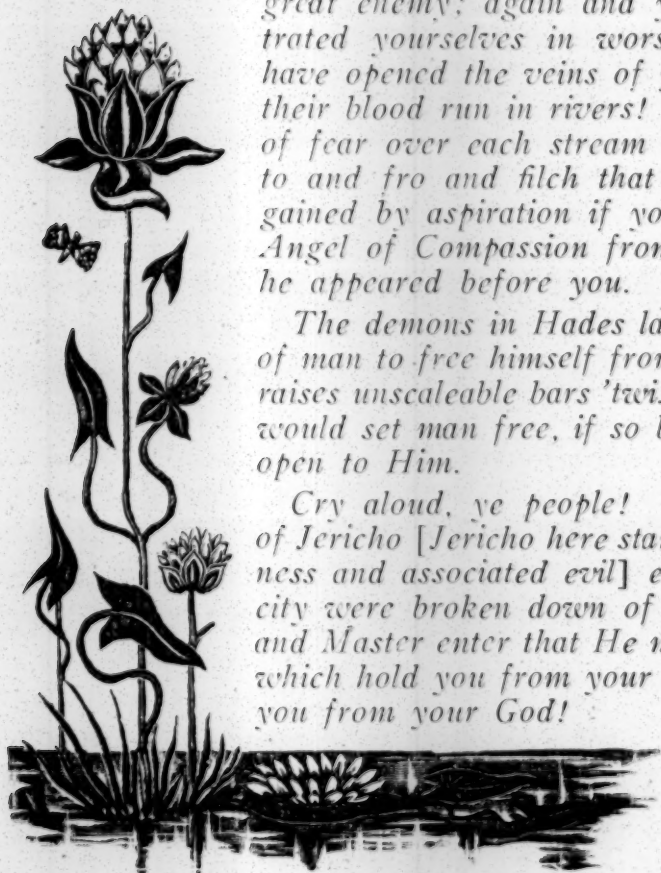 great enemy; again and
trated yourselves in wors
have opened the veins of
their blood run in rivers!
of fear over each stream
to and fro and filch that
gained by aspiration if yo
Angel of Compassion from
he appeared before you.
The demons in Hades la
of man to free himself from
raises unscaleable bars 'twix
would set man free, if so b
open to Him.
Cry aloud, ye people!
of Jericho [Jericho here stan
ness and associated evil] e
city were broken down of
and Master enter that He m
which hold you from your
you from your God!